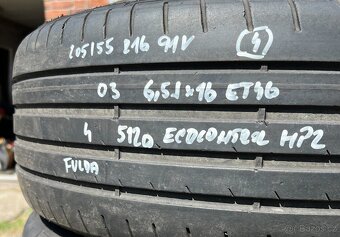 205/55 R16 91V
4
03 6,5Jx16 ET46
4 5120 ECOCONTROL HP2
FULDA